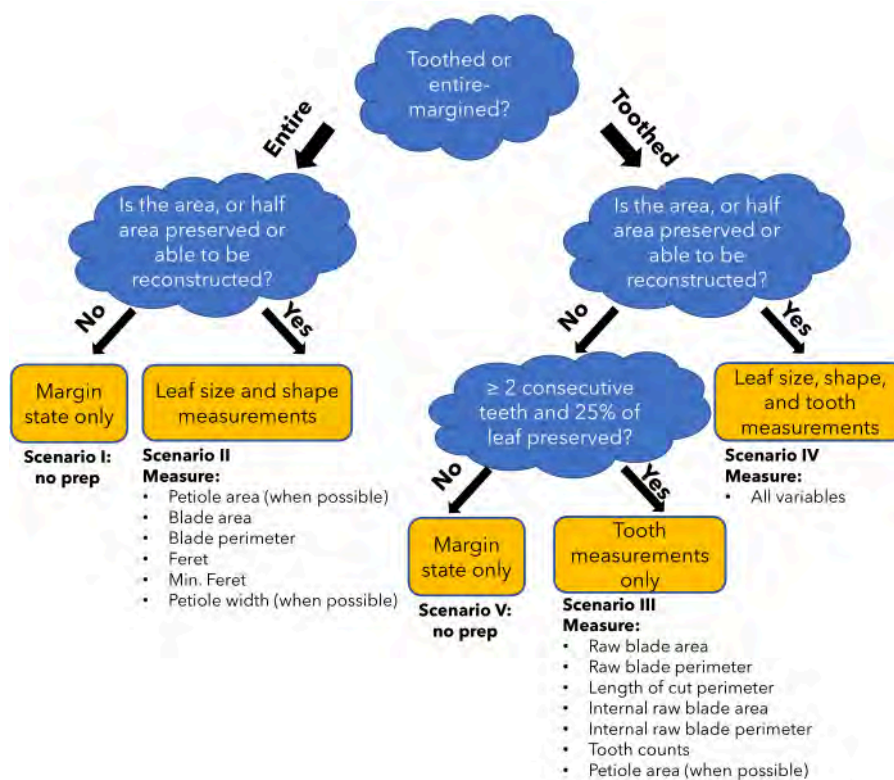 Toothed or
entire-
margined?
Entire
Toothed
Is the area, or half
area preserved or
able to be
reconstructed?
Is the area, or half
area preserved or
able to be
reconstructed?
No
Yes
No
Yes
Margin
state only
Leaf size and shape
measurements
≥ 2 consecutive
teeth and 25% of
leaf preserved?
Leaf size, shape,
and tooth
measurements
Scenario I:
no prep
Scenario II
Measure:
• Petiole area (when possible)
• Blade area
• Blade perimeter
• Feret
• Min. Feret
• Petiole width (when possible)
Scenario IV
Measure:
• All variables
No
Yes
Margin
state only
Tooth
measurements
only
Scenario V:
no prep
Scenario III
Measure:
• Raw blade area
• Raw blade perimeter
• Length of cut perimeter
• Internal raw blade area
• Internal raw blade perimeter
• Tooth counts
• Petiole area (when possible)